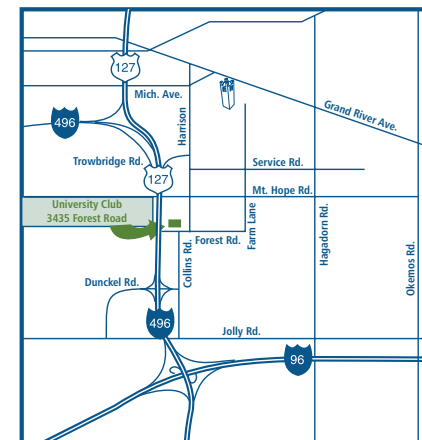 127
Mich. Ave.
Grand River Ave.
496
Harrison
Trowbridge Rd.
Service Rd.
127
Mt. Hope Rd.
University Club
3435 Forest Road
Farm Lane
Hagadorn Rd.
Forest Rd.
Collins Rd.
Okemos Rd.
Dunckel Rd.
496
Jolly Rd.
96